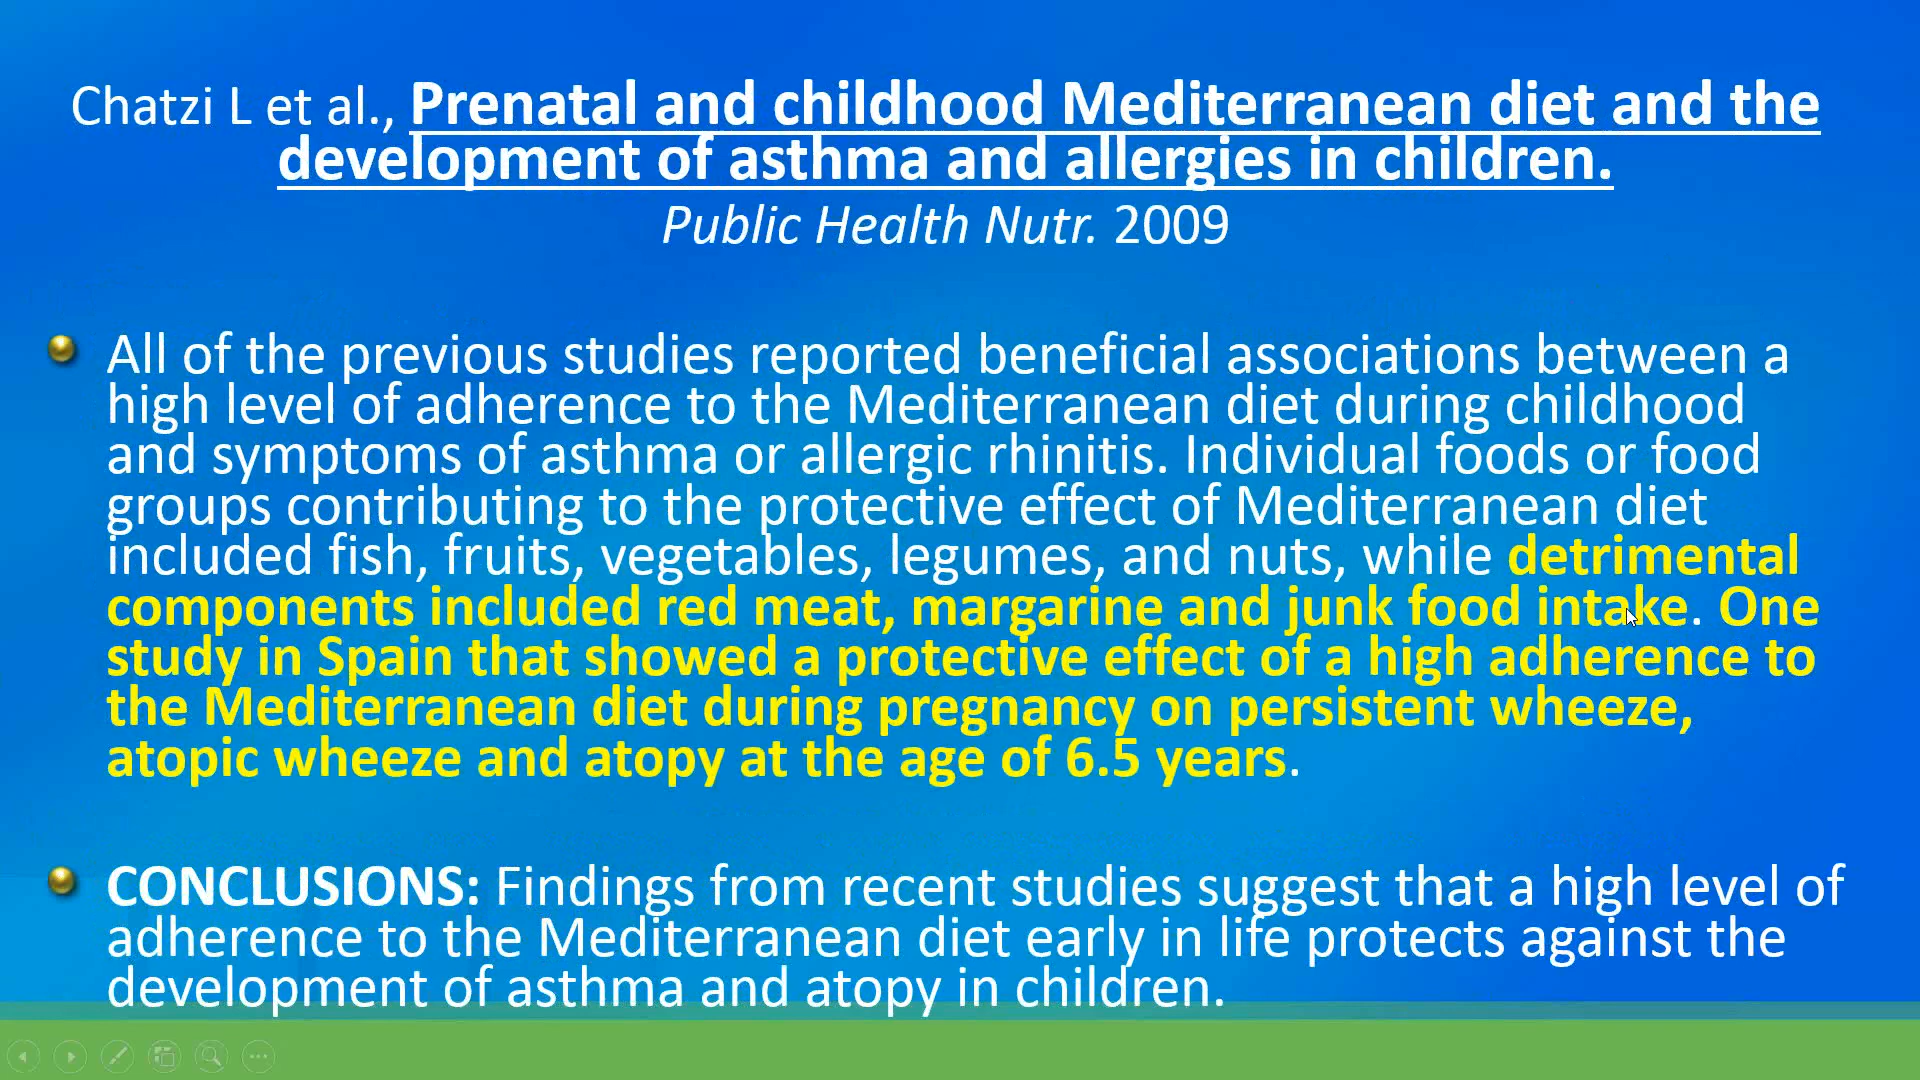 Chatzi L et al., Prenatal and childhood Mediterranean diet and the
development of asthma and allergies in children.
Public Health Nutr. 2009
All of the previous studies reported beneficial associations between a
high level of adherence to the Mediterranean diet during childhood
and symptoms of asthma or allergic rhinitis. Individual foods or food
groups contributing to the protective effect of Mediterranean diet
included fish, fruits, vegetables, legumes, and nuts, while detrimental
components included red meat, margarine and junk food intake. One
study in Spain that showed a protective effect of a high adherence to
the Mediterranean diet during pregnancy on persistent wheeze,
atopic wheeze and atopy at the age of 6.5 years.
CONCLUSIONS: Findings from recent studies suggest that a high level of
adherence to the Mediterranean diet early in life protects against the
development of asthma and atopy in children.